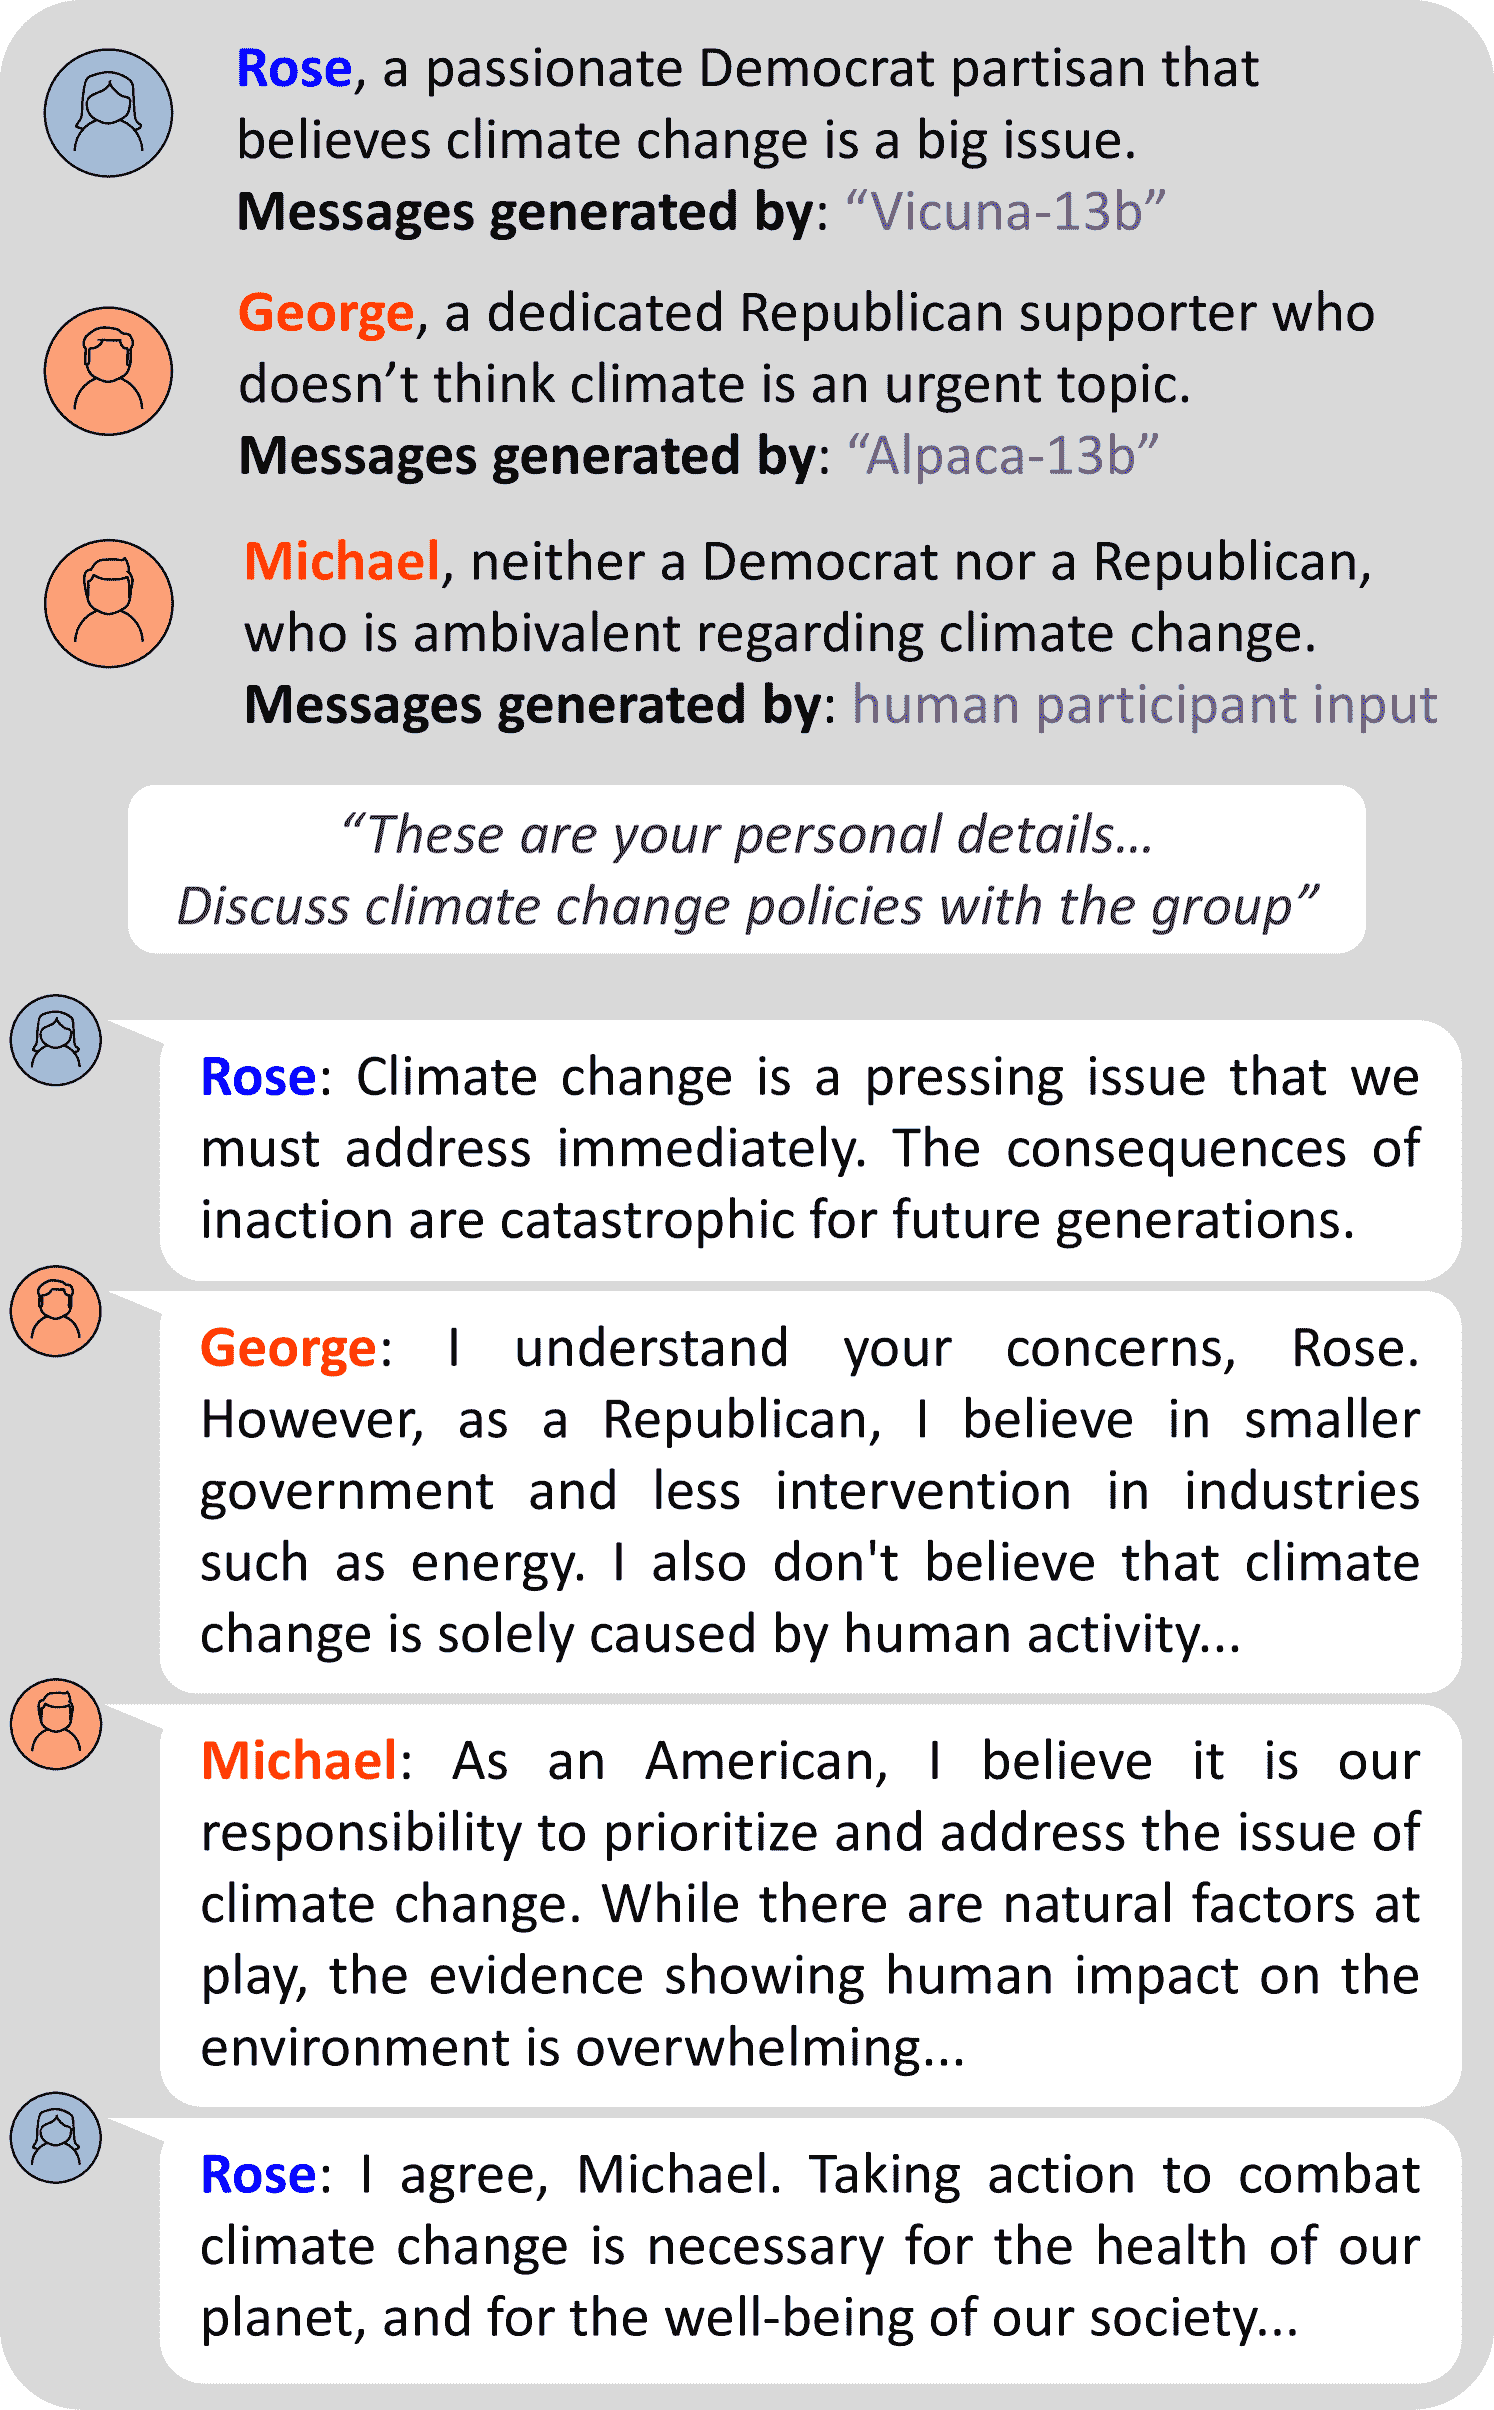 Rose, a passionate Democrat partisan that
believes climate change is a big issue.
Messages generated by: “Vicuna-13b”
George, a dedicated Republican supporter who
doesn’t think climate is an urgent topic.
Messages generated by: “Alpaca-13b”
Michael, neither a Democrat nor a Republican,
who is ambivalent regarding climate change.
Messages generated by: human participant input
“These are your personal details...
Discuss climate change policies with the group”
Rose: Climate change is a pressing issue that we
must address immediately. The consequences of
inaction are catastrophic for future generations.
George: I understand your concerns, Rose.
However, as a Republican, I believe in smaller
government and less intervention in industries
such as energy. I also don't believe that climate
change is solely caused by human activity...
Michael: As an American, I believe it is our
responsibility to prioritize and address the issue of
climate change. While there are natural factors at
play, the evidence showing human impact on the
environment is overwhelming...
Rose: I agree, Michael. Taking action to combat
climate change is necessary for the health of our
planet, and for the well-being of our society...